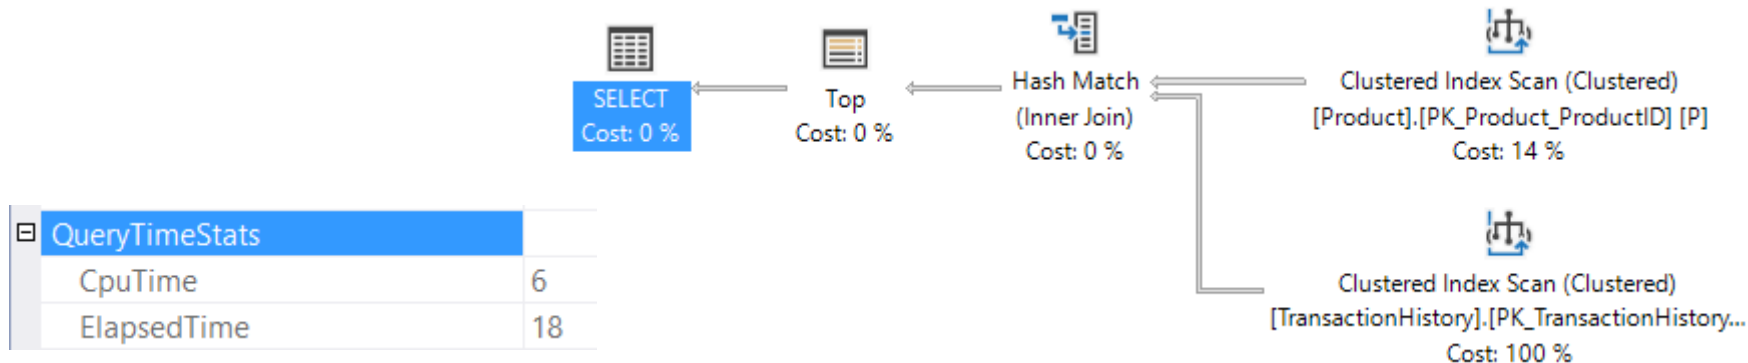 SELECT
Cost: 0 %
Top
Cost: 0 %
Hash Match
(Inner Join)
Cost: 0 %
Clustered Index Scan (Clustered)
[Product].[PK_Product_ProductID] [P]
Cost: 14 %
Clustered Index Scan (Clustered)
[TransactionHistory].[PK_TransactionHistory...
Cost: 100 %
QueryTimeStats
CpuTime 6
ElapsedTime 18